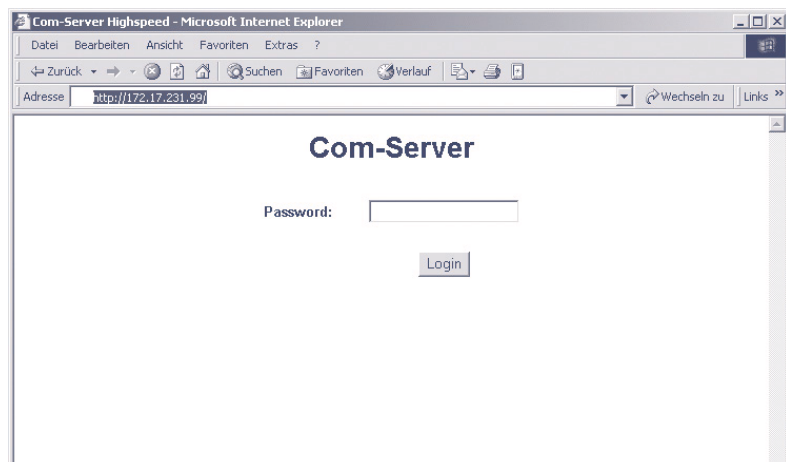 Com-Server Highspeed - Microsoft Internet Explorer
Datei Bearbeiten Ansicht Favoriten Extras ?
Zurück Suchen Favoriten Verlauf
Adresse http://172.17.231.99/ Wechseln zu Links »
Com-Server
Password:
Login